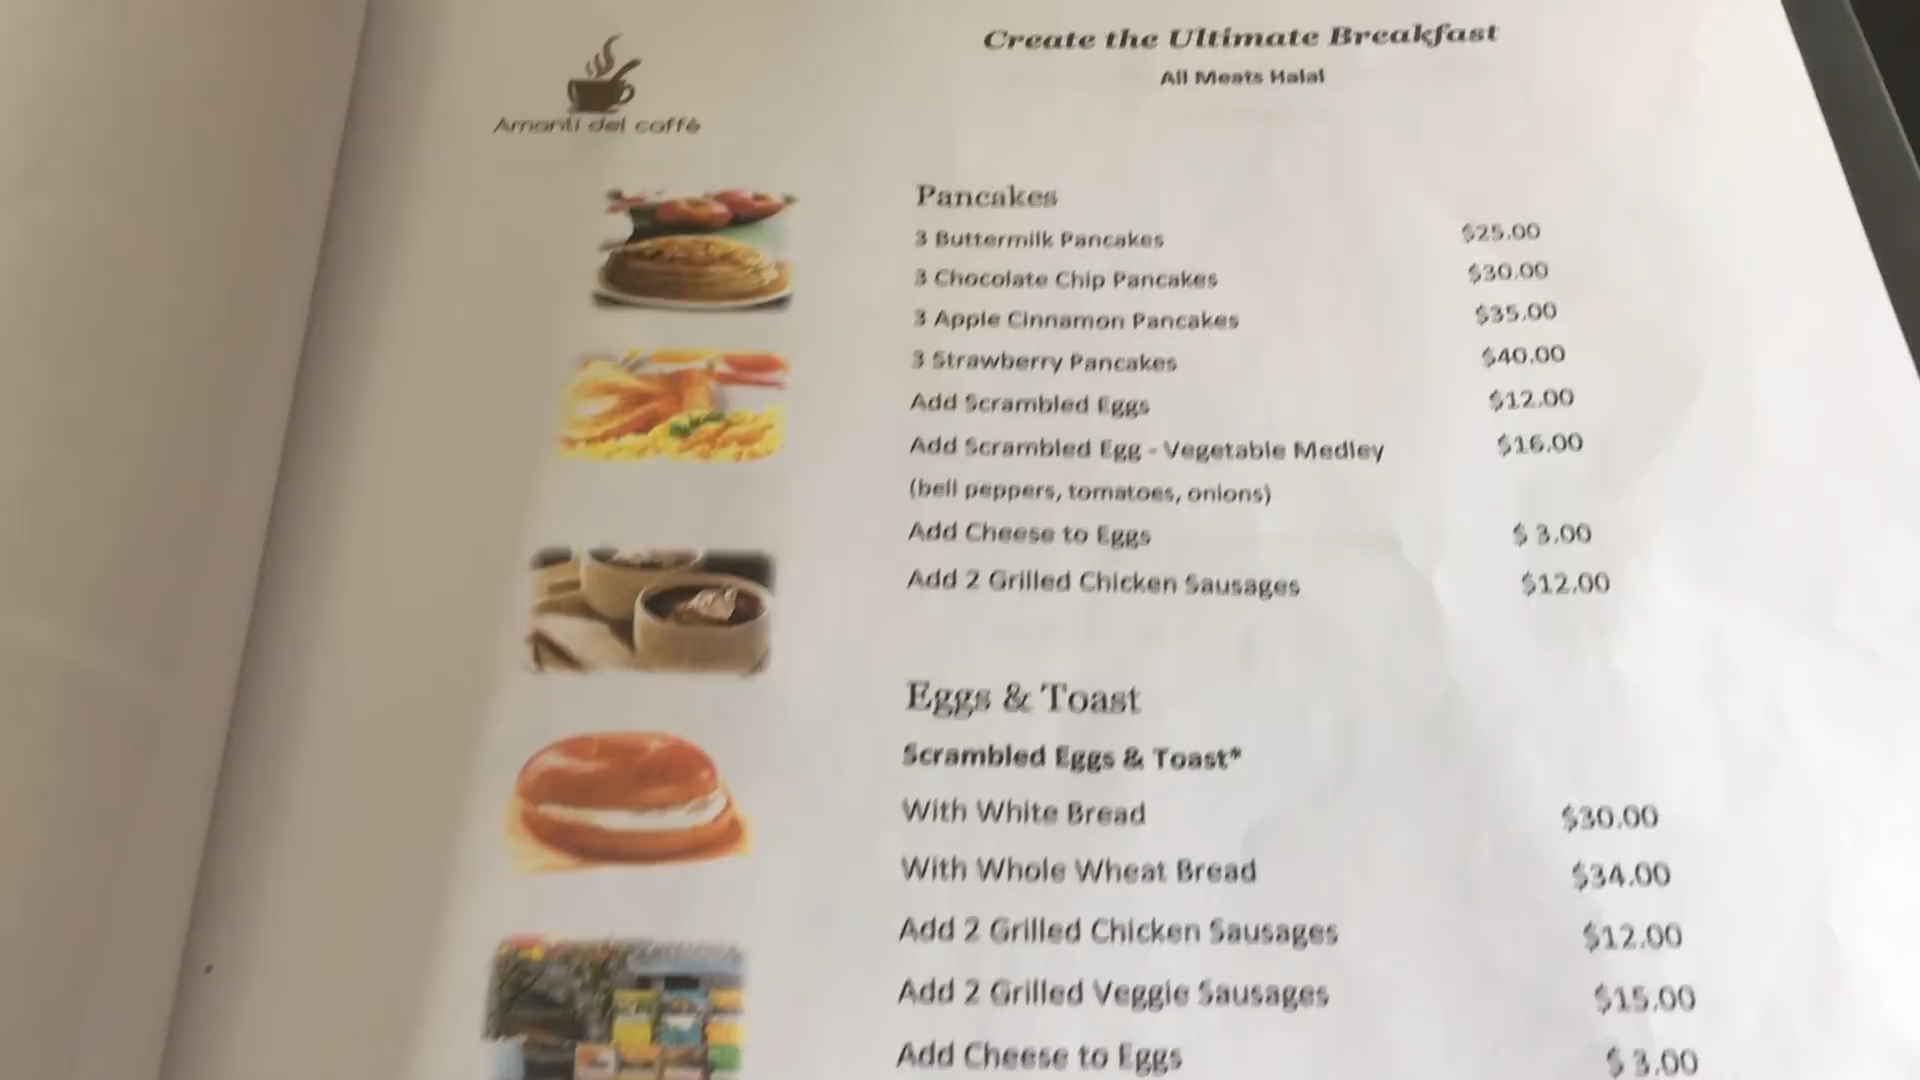 Create the Ultimate Breakfast
All Meats Halal
Amanti del caffè
Pancakes
3 Buttermilk Pancakes $25.00
3 Chocolate Chip Pancakes $30.00
3 Apple Cinnamon Pancakes $35.00
3 Strawberry Pancakes $40.00
Add Scrambled Eggs $12.00
Add Scrambled Egg - Vegetable Medley $16.00
(bell peppers, tomatoes, onions)
Add Cheese to Eggs $ 3.00
Add 2 Grilled Chicken Sausages $12.00
Eggs & Toast
Scrambled Eggs & Toast*
With White Bread $30.00
With Whole Wheat Bread $34.00
Add 2 Grilled Chicken Sausages $12.00
Add 2 Grilled Veggie Sausages $15.00
Add Cheese to Eggs $ 3.00